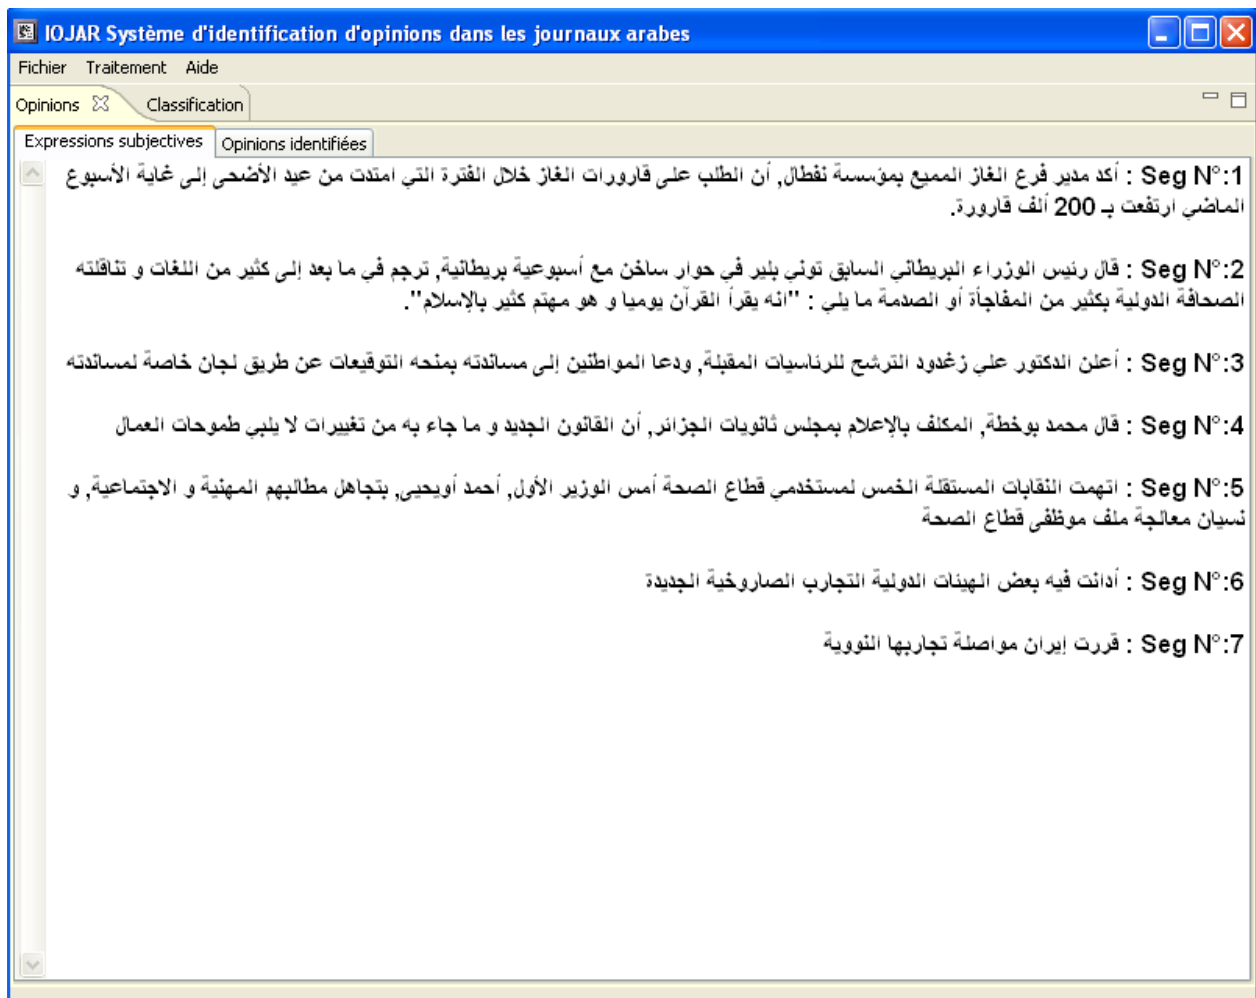 IOJAR Système d'identification d'opinions dans les journaux arabes
Fichier Traitement Aide
Opinions Classification
Expressions subjectives Opinions identifiées
Seg N°:1 : أكد مدير فرع الغاز المميع بمؤسسة نفطال, أن الطلب على قارورات الغاز خلال الفترة التي امتدت من عيد الأضحى إلى غاية الأسبوع
الماضي ارتفعت بـ 200 ألف قارورة.
Seg N°:2 : قال رئيس الوزراء البريطاني السابق توني بلير في حوار ساخن مع أسبوعية بريطانية, ترجم في ما بعد إلى كثير من اللغات و تناقلته
الصحافة الدولية بكثير من المفاجأة أو الصدمة ما يلي : "انه يقرأ القرآن يوميا و هو مهتم كثير بالإسلام".
Seg N°:3 : أعلن الدكتور علي زغدود الترشح للرناسيات المقبلة, ودعا المواطنين إلى مساندته بمنحه التوقيعات عن طريق لجان خاصة لمساندته
Seg N°:4 : قال محمد بوخطة, المكلف بالإعلام بمجلس ثانويات الجزائر, أن القانون الجديد و ما جاء به من تغييرات لا يلبي طموحات العمال
Seg N°:5 : اتهمت النقابات المستقلة الخمس لمستخدمي قطاع الصحة أمس الوزير الأول, أحمد أويحيى, بتجاهل مطالبهم المهنية و الاجتماعية, و
نسيان معالجة ملف موظفى قطاع الصحة
Seg N°:6 : أدانت فيه بعض الهيئات الدولية التجارب الصاروخية الجديدة
Seg N°:7 : قررت إيران مواصلة تجاربها النووية